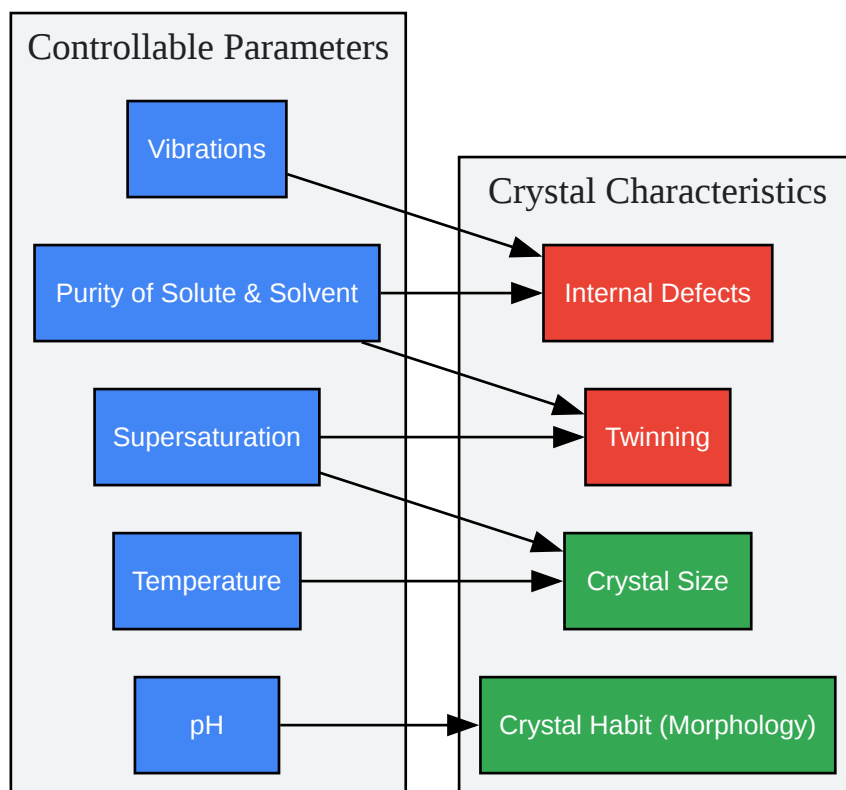 Controllable Parameters
Vibrations
Purity of Solute & Solvent
Supersaturation
Temperature
pH
Crystal Characteristics
Internal Defects
Twinning
Crystal Size
Crystal Habit (Morphology)